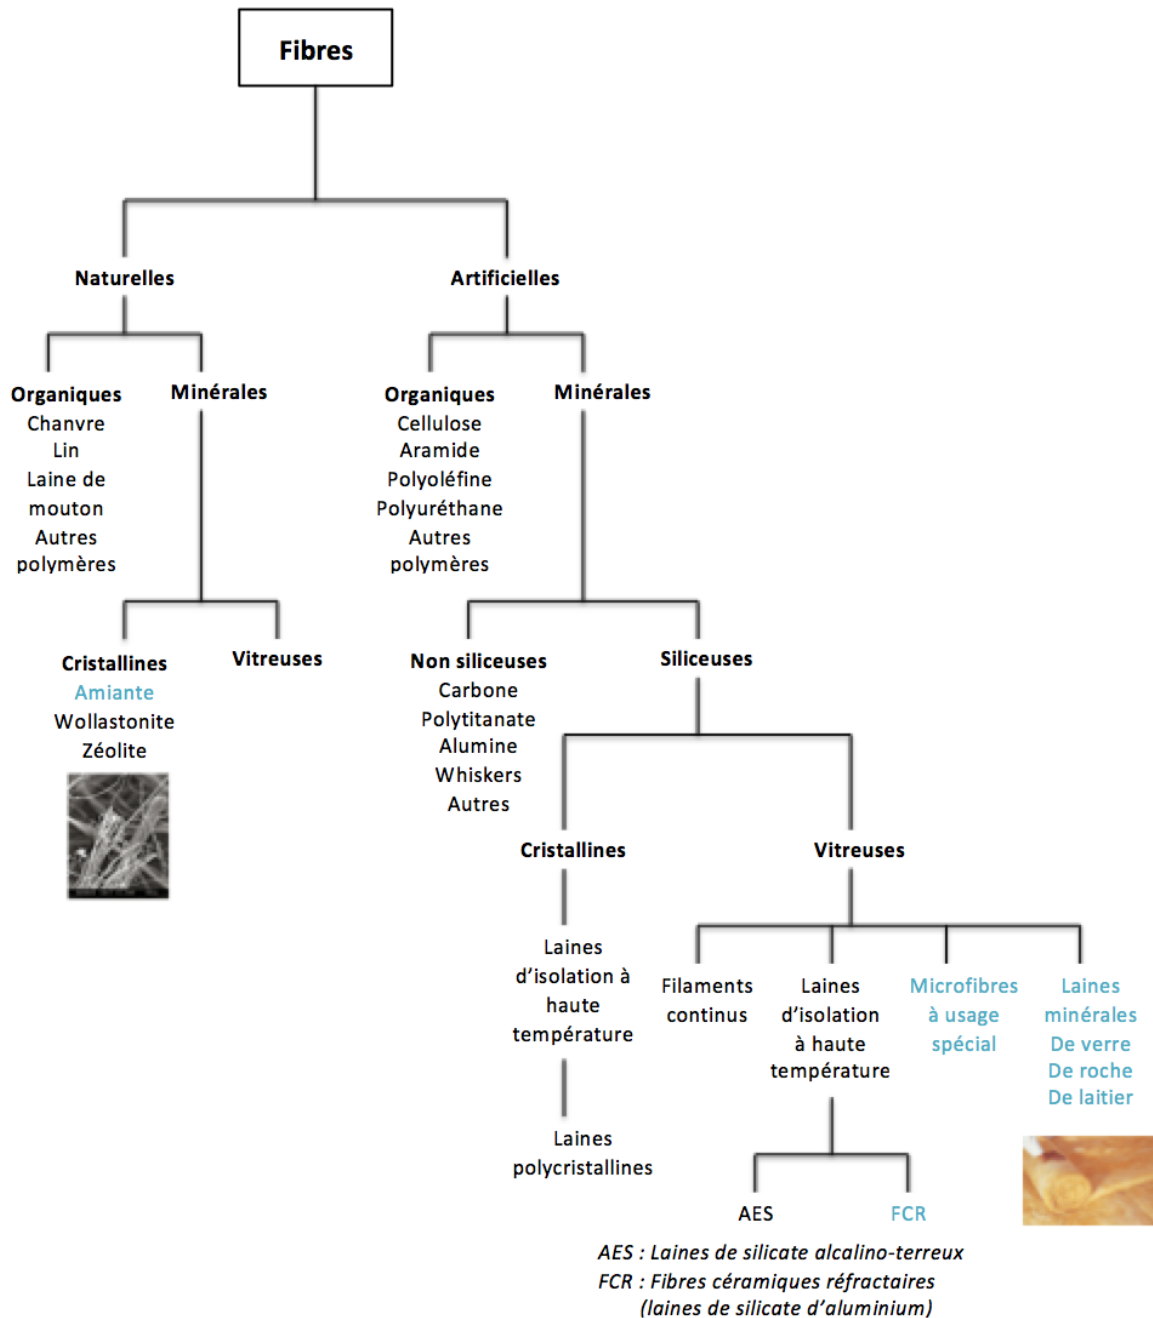 Fibres
Naturelles
Artificielles
Organiques
Chanvre
Lin
Laine de
mouton
Autres
polymères
Minérales
Organiques
Cellulose
Aramide
Polyoléfine
Polyuréthane
Autres
polymères
Minérales
Cristallines
Amiante
Wollastonite
Zéolite
Vitreuses
Non siliceuses
Carbone
Polytitanate
Alumine
Whiskers
Autres
Siliceuses
Cristallines
Vitreuses
Laines
d’isolation à
haute
température
Filaments
continus
Laines
d’isolation
à haute
température
Microfibres
à usage
spécial
Laines
minérales
De verre
De roche
De laitier
Laines
polycristallines
AES
FCR
AES : Laines de silicate alcalino-terreux
FCR : Fibres céramiques réfractaires
(laines de silicate d’aluminium)